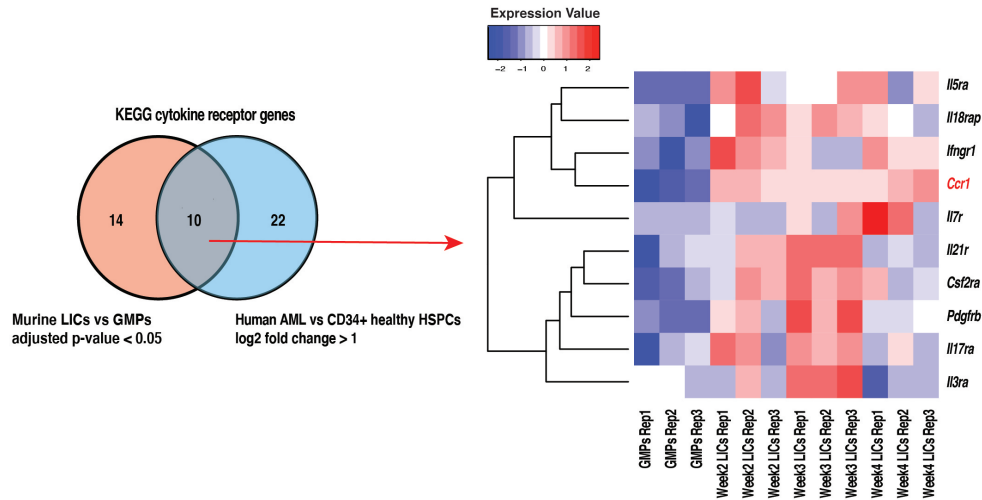 Expression Value
-2 -1 0 1 2
KEGG cytokine receptor genes
14
10
22
Murine LICs vs GMPs
adjusted p-value < 0.05
Human AML vs CD34+ healthy HSPCs
log2 fold change > 1
Il5ra
Il18rap
Ifngr1
Ccr1
Il7r
Il21r
Csf2ra
Pdgfrb
Il17ra
Il3ra
GMPs Rep1
GMPs Rep2
GMPs Rep3
Week2 LICs Rep1
Week2 LICs Rep2
Week2 LICs Rep3
Week3 LICs Rep1
Week3 LICs Rep2
Week3 LICs Rep3
Week4 LICs Rep1
Week4 LICs Rep2
Week4 LICs Rep3